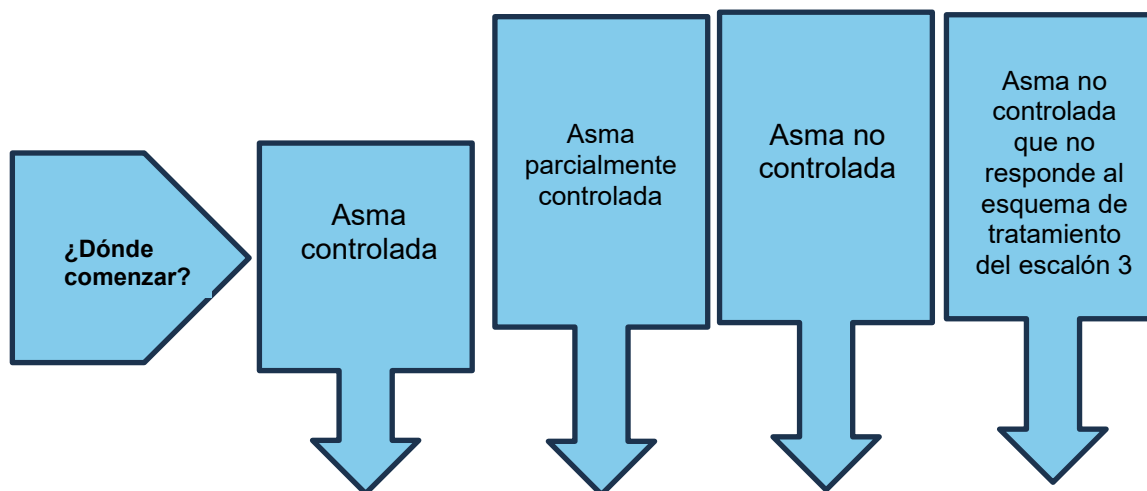 ¿Dónde
comenzar?
Asma
controlada
Asma
parcialmente
controlada
Asma no
controlada
Asma no
controlada
que no
responde al
esquema de
tratamiento
del escalón 3